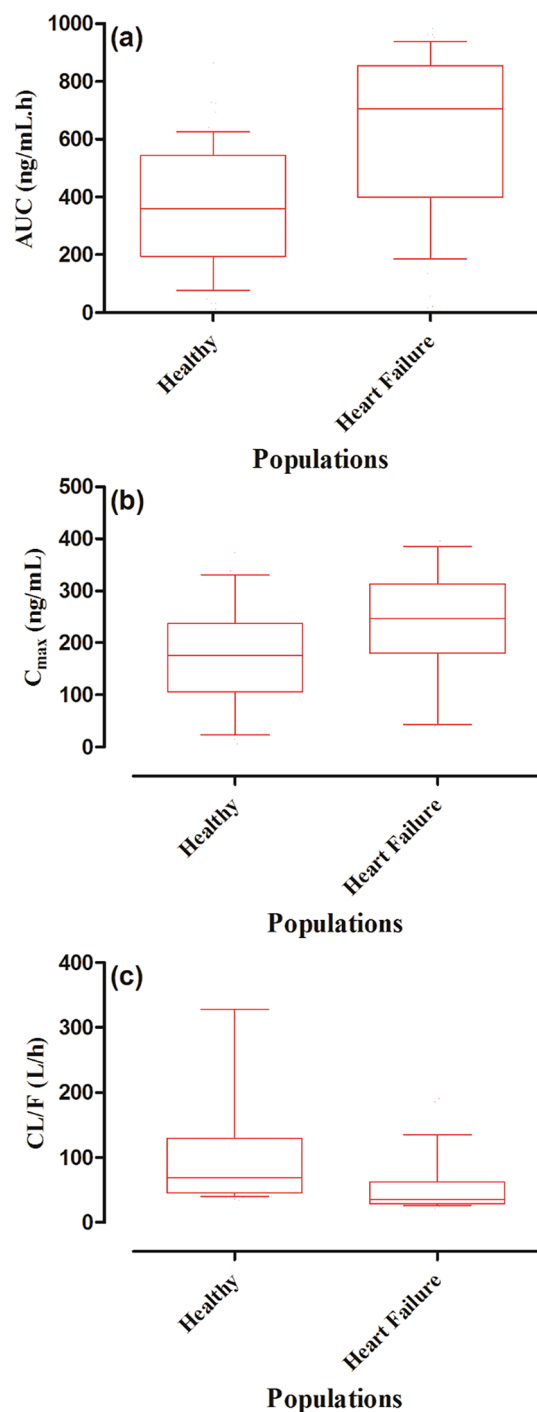 (a)
AUC (ng/mL.h)
1000
800
600
400
200
0
Healthy
Heart Failure
Populations
(b)
Cmax (ng/mL)
500
400
300
200
100
0
Healthy
Heart Failure
Populations
(c)
CL/F (L/h)
400
300
200
100
0
Healthy
Heart Failure
Populations